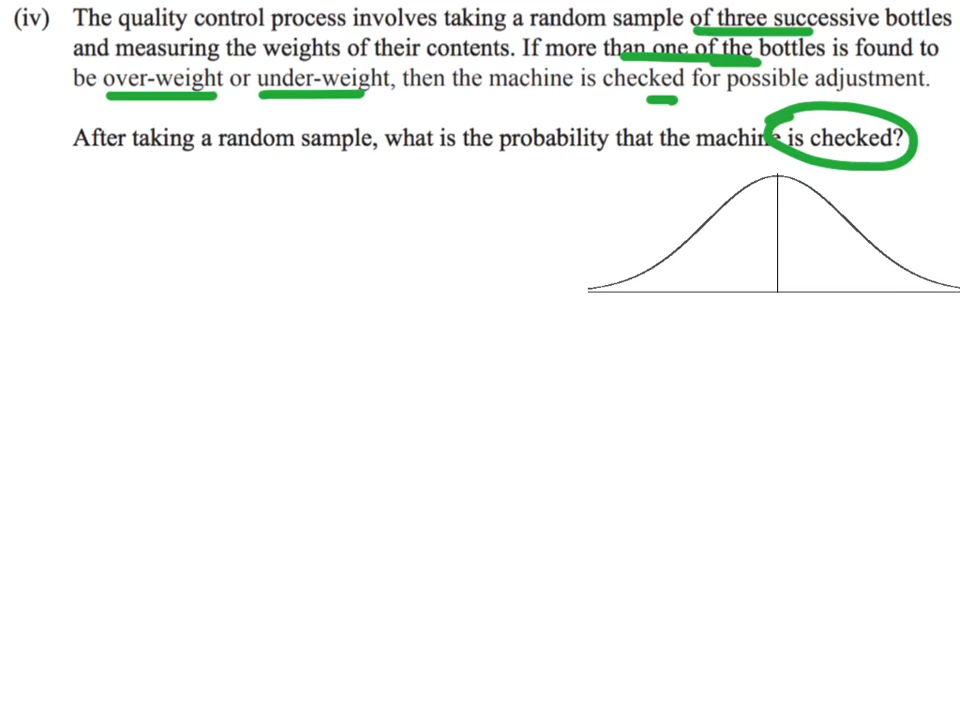 (iv) The quality control process involves taking a random sample of three successive bottles
and measuring the weights of their contents. If more than one of the bottles is found to
be over-weight or under-weight, then the machine is checked for possible adjustment.
After taking a random sample, what is the probability that the machine is checked?